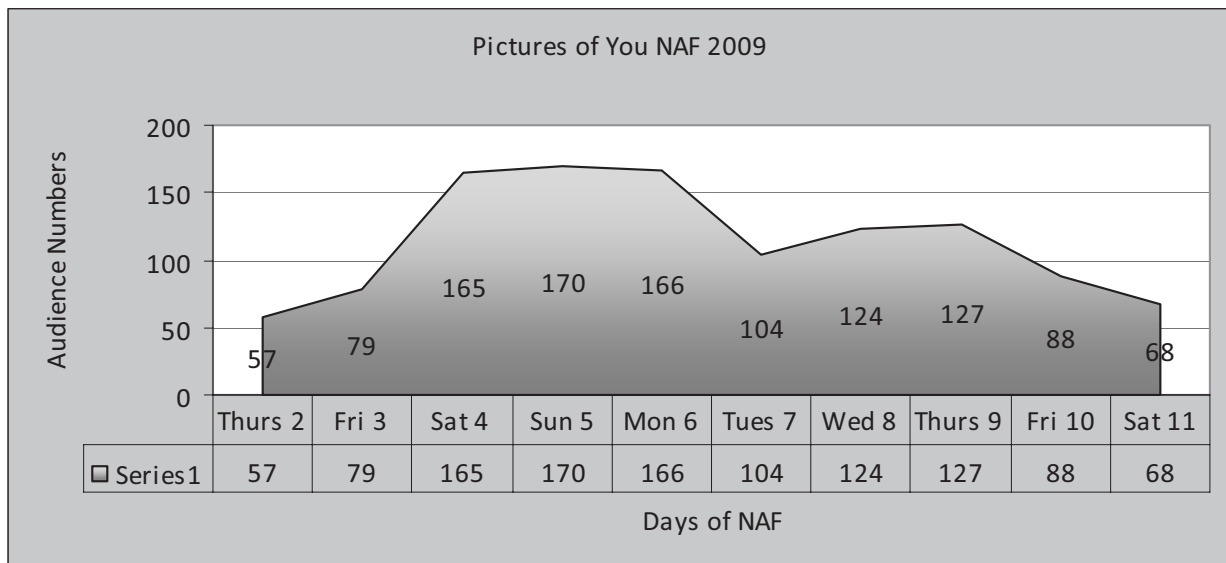 Pictures of You NAF 2009
Audience Numbers
200
150
100
50
0
57 79 165 170 166 104 124 127 88 68
Thurs 2 Fri 3 Sat 4 Sun 5 Mon 6 Tues 7 Wed 8 Thurs 9 Fri 10 Sat 11
Series1 57 79 165 170 166 104 124 127 88 68
Days of NAF